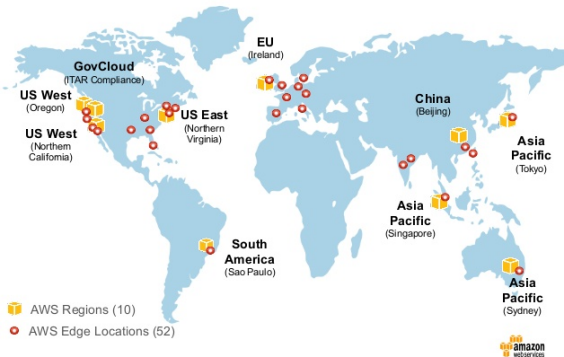 GovCloud
(ITAR Compliance)
US West
(Oregon)
US West
(Northern
California)
US East
(Northern
Virginia)
EU
(Ireland)
China
(Beijing)
Asia
Pacific
(Tokyo)
Asia
Pacific
(Singapore)
South
America
(Sao Paulo)
Asia
Pacific
(Sydney)
AWS Regions (10)
AWS Edge Locations (52)
amazon
webservices